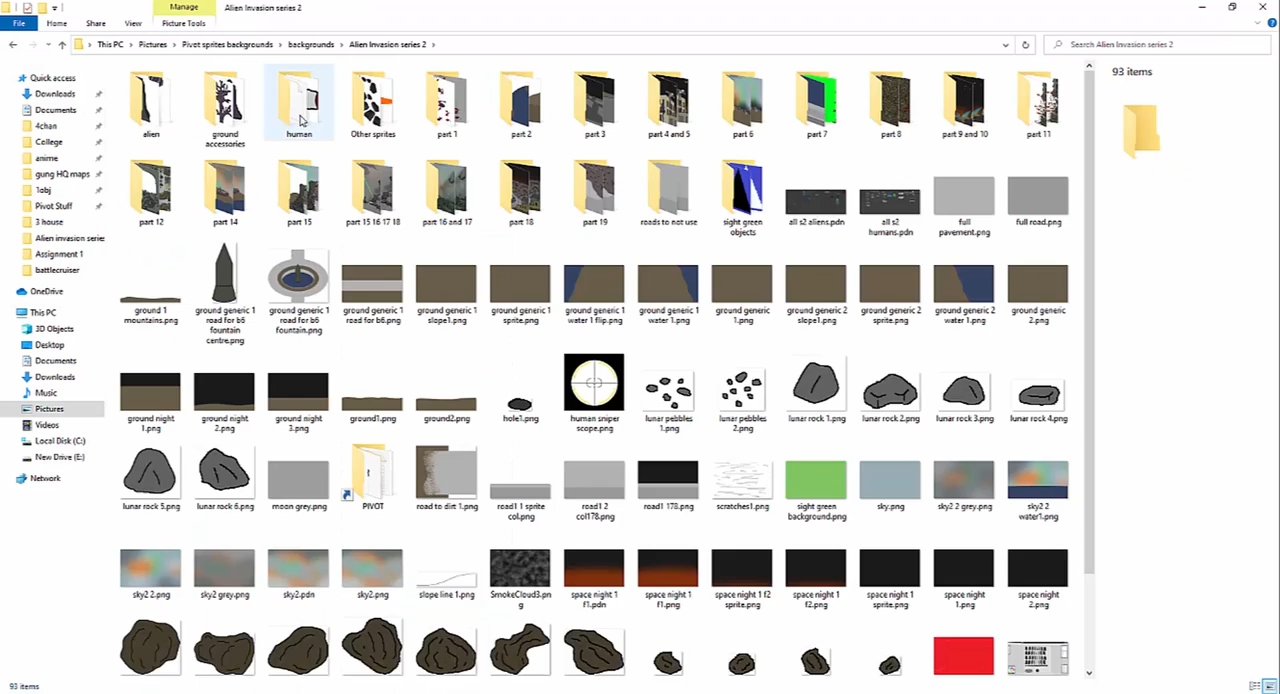 Manage
Alien Invasion series 2
File
Home
Share
View
Picture Tools
This PC
Pictures
Pivot sprites backgrounds
backgrounds
Alien Invasion series 2
Search Alien Invasion series 2
Quick access
Downloads
Documents
4chan
College
anime
gung HQ maps
1obj
Pivot Stuff
3 house
Alien invasion serie
Assignment 1
battlecruiser
OneDrive
This PC
3D Objects
Desktop
Documents
Downloads
Music
Pictures
Videos
Local Disk (C:)
New Drive (E:)
Network
alien
ground
accessories
human
Other sprites
part 1
part 2
part 3
part 4 and 5
part 6
part 7
part 8
part 9 and 10
part 11
part 12
part 14
part 15
part 15 16 17 18
part 16 and 17
part 18
part 19
roads to not use
sight green
objects
all s2 aliens.pdn
all s2
humans.pdn
full
pavement.png
full road.png
ground 1
mountains.png
ground generic 1
road for b6
fountain
centre.png
ground generic 1
road for b6
fountain.png
ground generic 1
road for b6.png
ground generic 1
slope1.png
ground generic 1
sprite.png
ground generic 1
water 1 flip.png
ground generic 1
water 1.png
ground generic
1.png
ground generic 2
slope1.png
ground generic 2
sprite.png
ground generic 2
water 1.png
ground generic
2.png
ground night
1.png
ground night
2.png
ground night
3.png
ground1.png
ground2.png
hole1.png
human sniper
scope.png
lunar pebbles
1.png
lunar pebbles
2.png
lunar rock 1.png
lunar rock 2.png
lunar rock 3.png
lunar rock 4.png
lunar rock 5.png
lunar rock 6.png
moon grey.png
PIVOT
road to dirt 1.png
road1 1 sprite
col.png
road1 2
col178.png
road1 178.png
scratches1.png
sight green
background.png
sky.png
sky2 2 grey.png
sky2 2
water1.png
sky2 2.png
sky2 grey.png
sky2.pdn
sky2.png
slope line 1.png
SmokeCloud3.pn
g
space night 1
f1.pdn
space night 1
f1.png
space night 1 f2
sprite.png
space night 1
f2.png
space night
1sprite.png
space night
1.png
space night
2.png
93 items
93 items